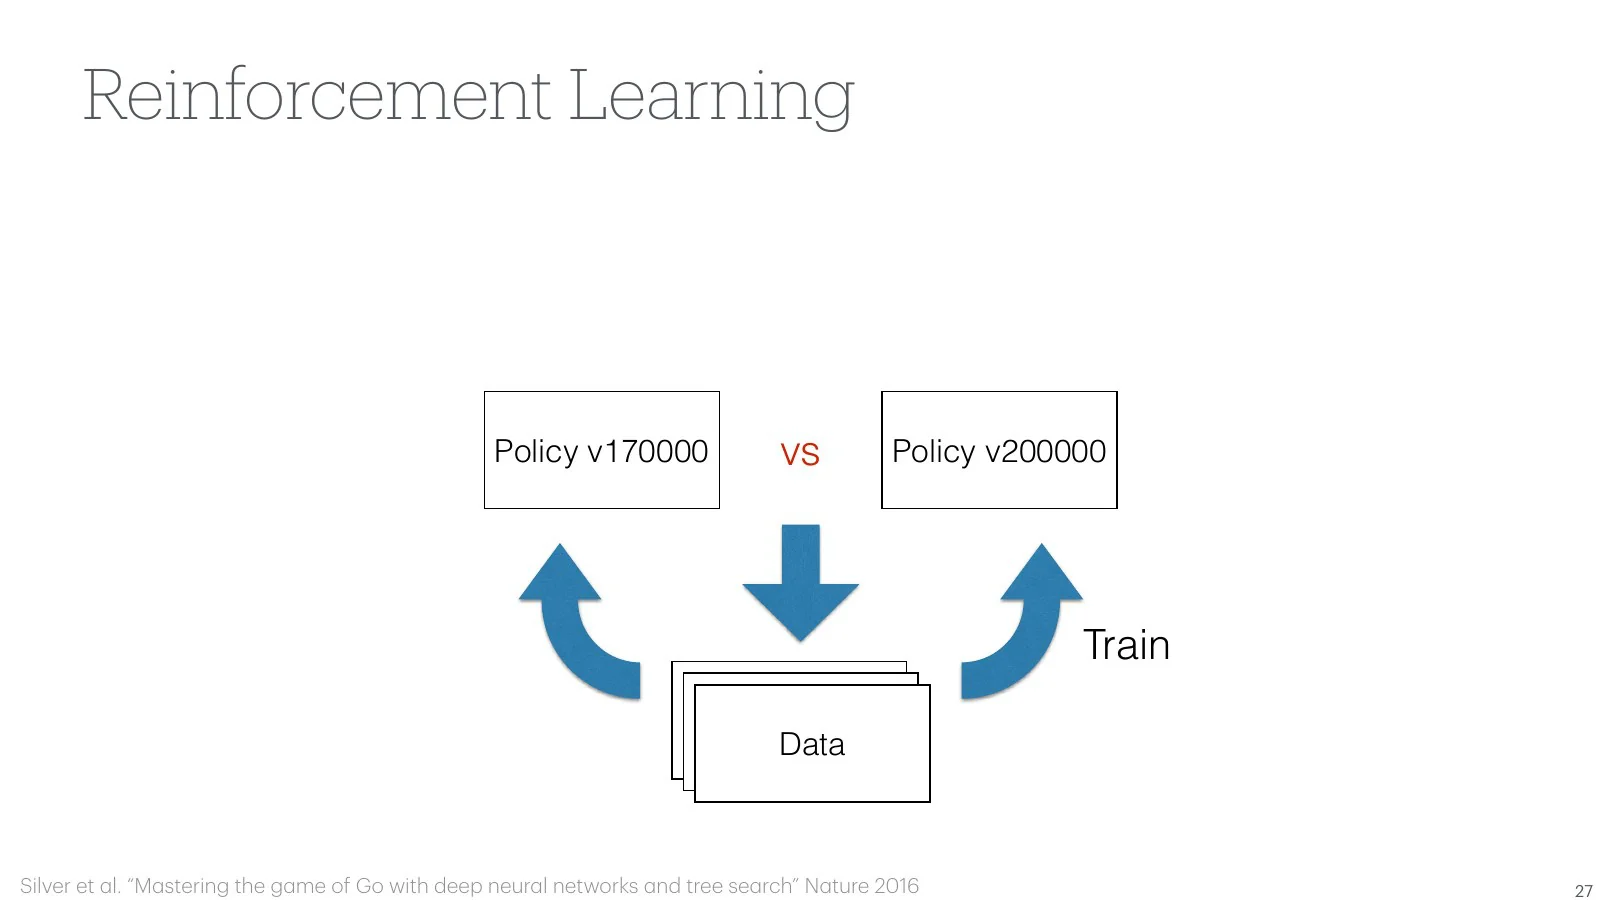 Reinforcement Learning
Policy v170000
vs
Policy v200000
Train
Data
Silver et al. “Mastering the game of Go with deep neural networks and tree search” Nature 2016
27